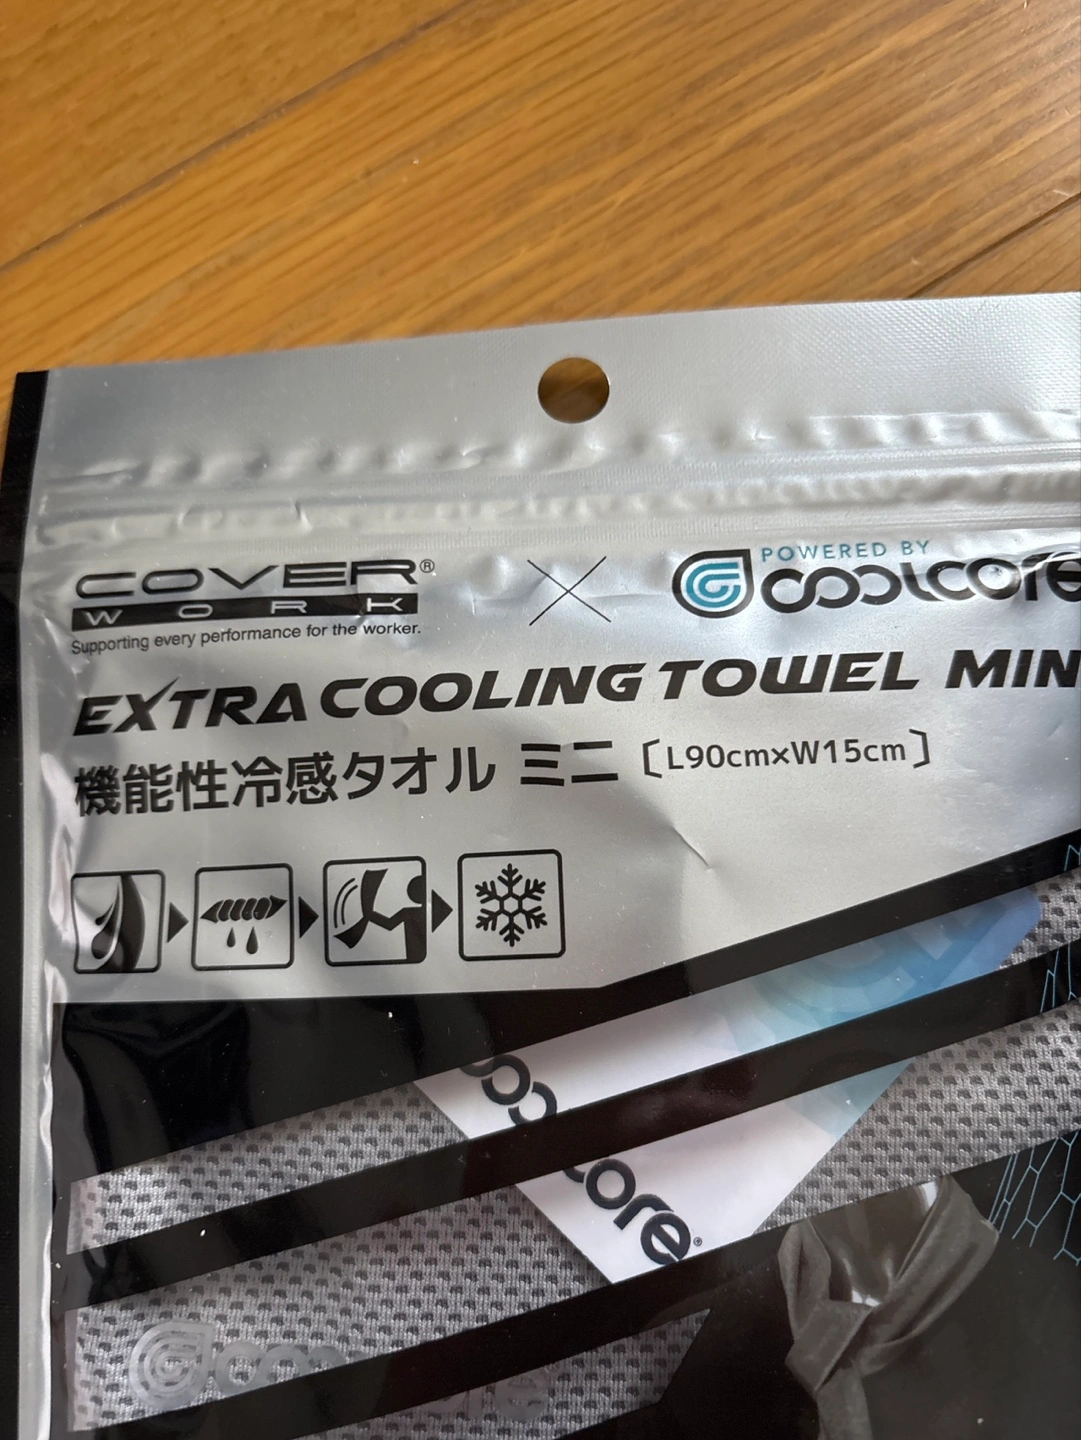 COVER®
WORK
Supporting every performance for the worker.
POWERED BY
coolcore
EXTRA COOLING TOWEL MIN
機能性冷感タオル ミニ〔L90cm×W15cm〕
coolcore®